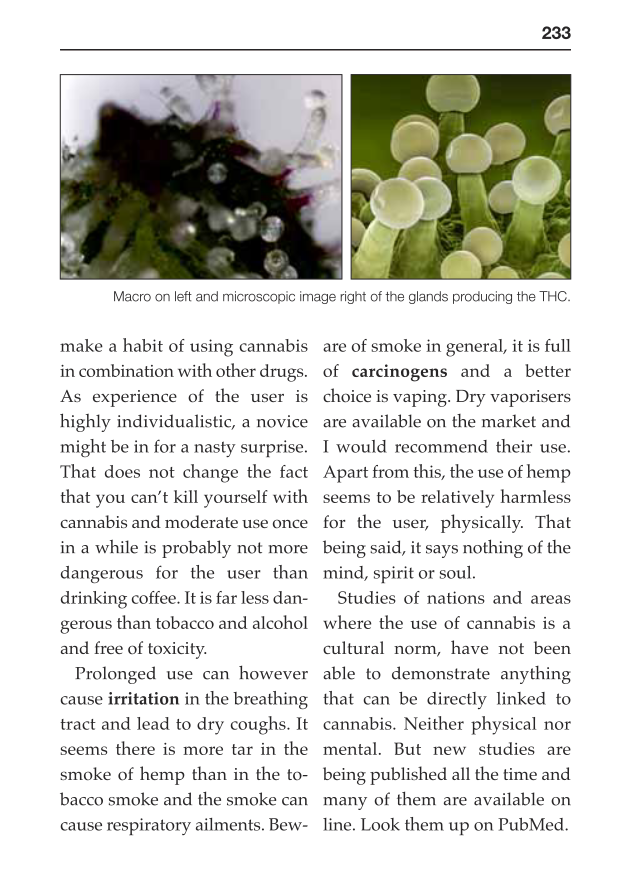 233
Macro on left and microscopic image right of the glands producing the THC.
make a habit of using cannabis
in combination with other drugs.
As experience of the user is
highly individualistic, a novice
might be in for a nasty surprise.
That does not change the fact
that you can’t kill yourself with
cannabis and moderate use once
in a while is probably not more
dangerous for the user than
drinking coffee. It is far less dan-
gerous than tobacco and alcohol
and free of toxicity.
Prolonged use can however
cause irritation in the breathing
tract and lead to dry coughs. It
seems there is more tar in the
smoke of hemp than in the to-
bacco smoke and the smoke can
cause respiratory ailments. Bew-
are of smoke in general, it is full
of carcinogens and a better
choice is vaping. Dry vaporisers
are available on the market and
I would recommend their use.
Apart from this, the use of hemp
seems to be relatively harmless
for the user, physically. That
being said, it says nothing of the
mind, spirit or soul.
Studies of nations and areas
where the use of cannabis is a
cultural norm, have not been
able to demonstrate anything
that can be directly linked to
cannabis. Neither physical nor
mental. But new studies are
being published all the time and
many of them are available on
line. Look them up on PubMed.